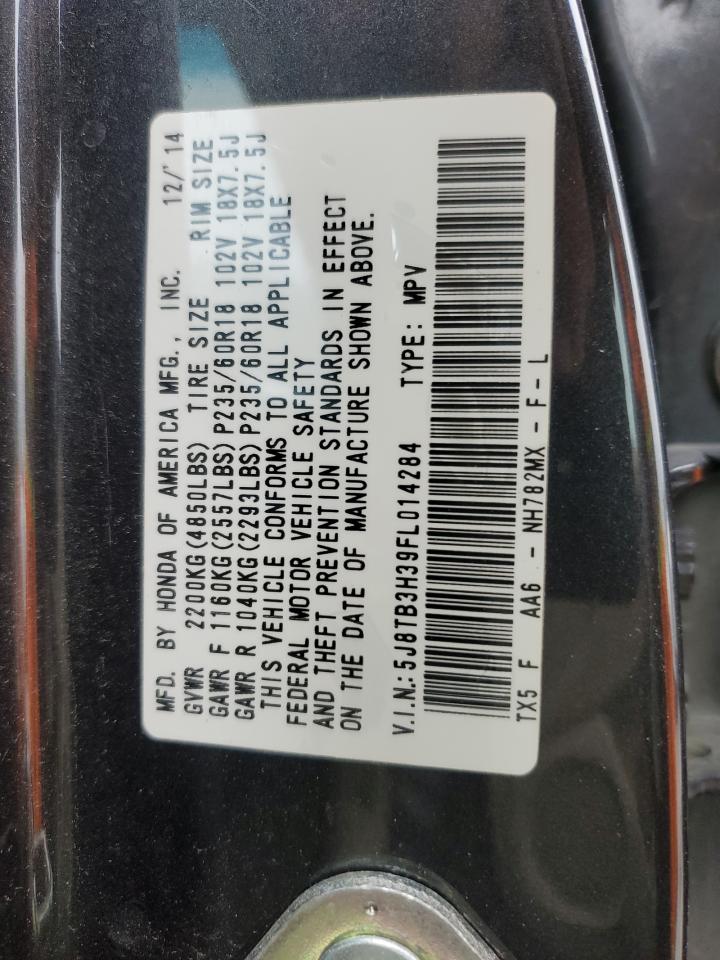 MFD. BY HONDA OF AMERICA MFG., INC. 12/'14
GVWR 2200KG(4850LBS) TIRE SIZE RIM SIZE
GAWR F 1160KG(2557LBS)P235/60R18 102V 18X7.5J
GAWR R 1040KG(2293LBS)P235/60R18 102V 18X7.5J
THIS VEHICLE CONFORMS TO ALL APPLICABLE
FEDERAL MOTOR VEHICLE SAFETY
AND THEFT PREVENTION STANDARDS IN EFFECT
ON THE DATE OF MANUFACTURE SHOWN ABOVE.
V.I.N.:5J8TB3H39FL014284 TYPE: MPV
TX5 F AA6 - NH782MX - F - L